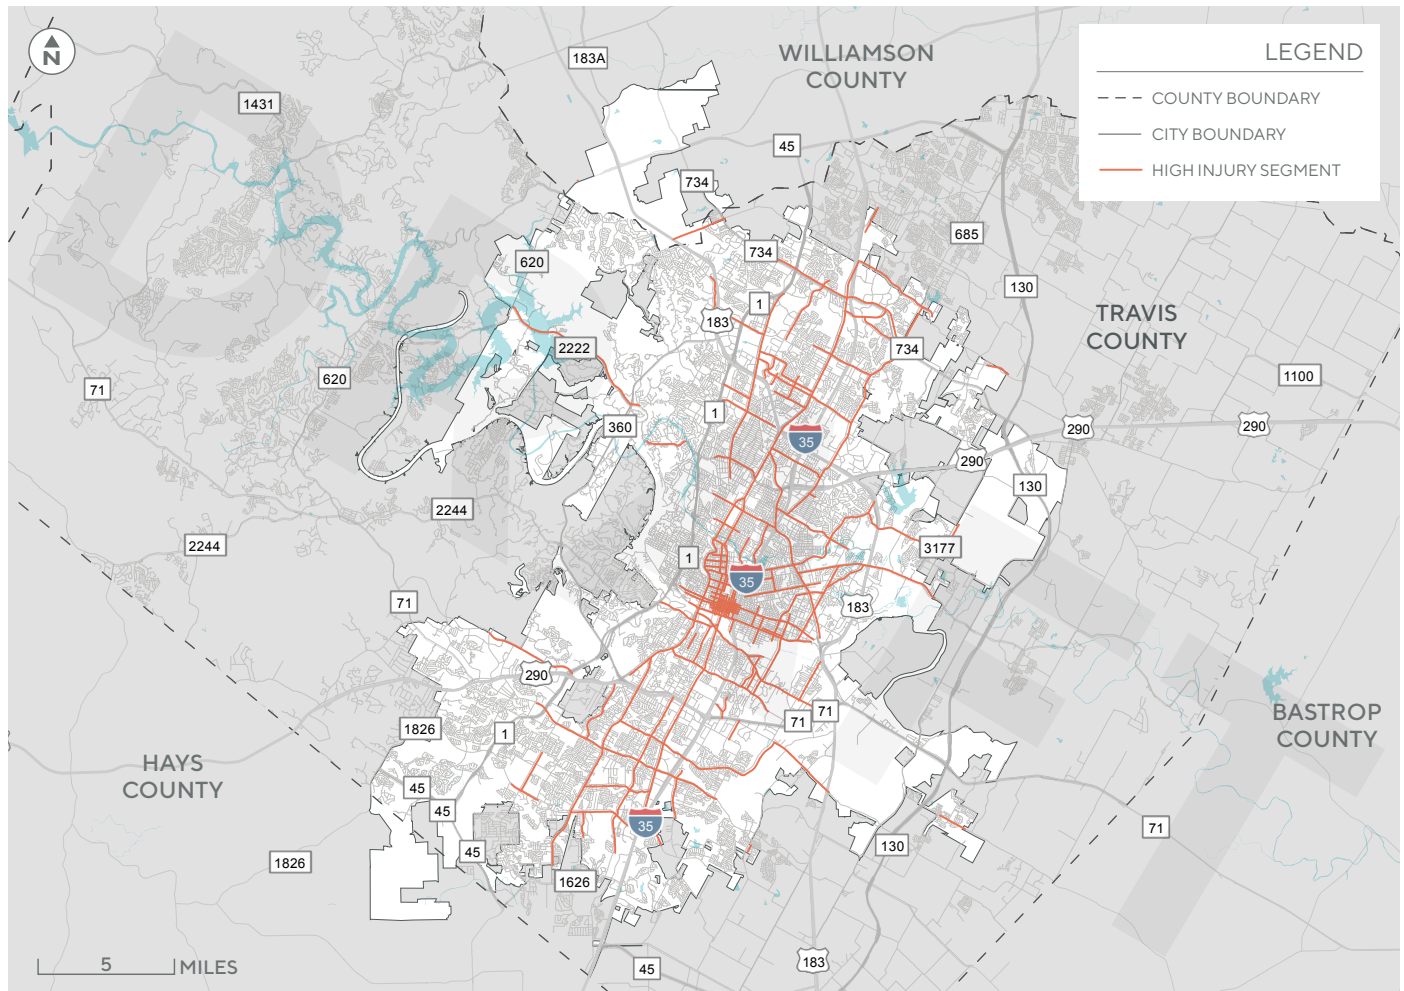 N
183A
WILLIAMSON
COUNTY
LEGEND
COUNTY BOUNDARY
CITY BOUNDARY
HIGH INJURY SEGMENT
1431
45
734
685
734
620
130
1
183
TRAVIS
COUNTY
2222
734
620
71
1100
1
360
290
290
35
290
130
2244
2244
3177
1
35
71
183
290
71
71
BASTROP
COUNTY
1826
1
HAYS
COUNTY
45
45
35
71
45
130
1826
1626
5 MILES
45
183